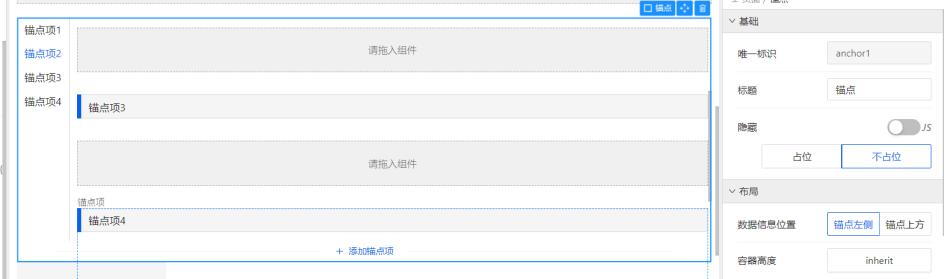 锚点
锚点项1
锚点项2
锚点项3
锚点项4
请拖入组件
锚点项3
请拖入组件
锚点项
锚点项4
+ 添加锚点项
页面 / 锚点
基础
唯一标识 anchor1
标题 锚点
隐藏 JS
占位 不占位
布局
数据信息位置 锚点左侧 锚点上方
容器高度 inherit